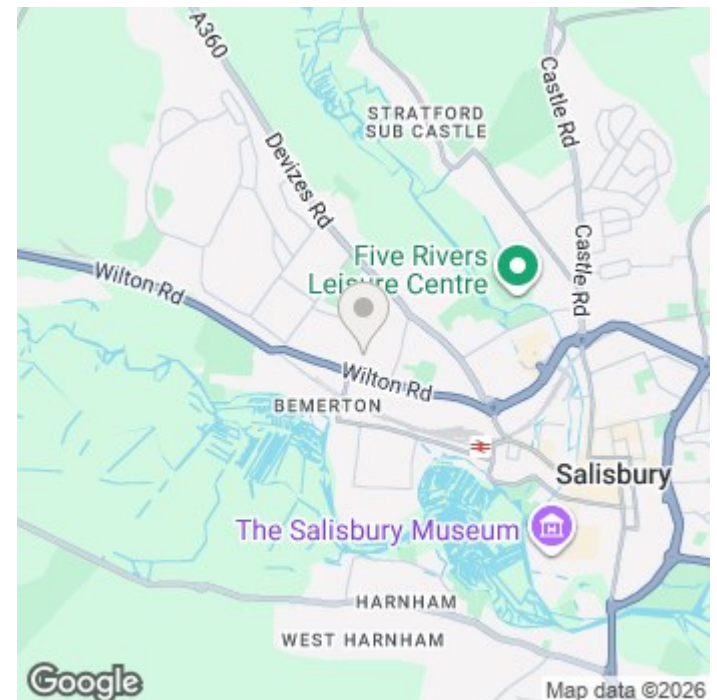 A360
Devizes Rd
STRATFORD
SUB CASTLE
Castle Rd
Castle Rd
Five Rivers
Leisure Centre
Wilton Rd
Wilton Rd
BEMERTON
Salisbury
The Salisbury Museum
HARNHAM
WEST HARNHAM
Google
Map data ©2026